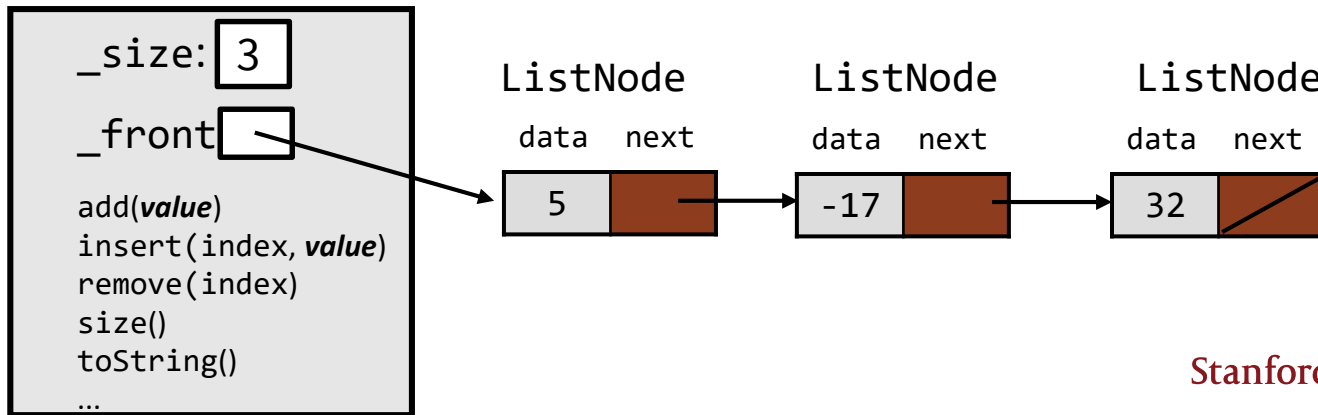 _size: 3
_front
add(value)
insert(index, value)
remove(index)
size()
toString()
...
ListNode
data next
5
ListNode
data next
-17
ListNode
data next
32
Stanford